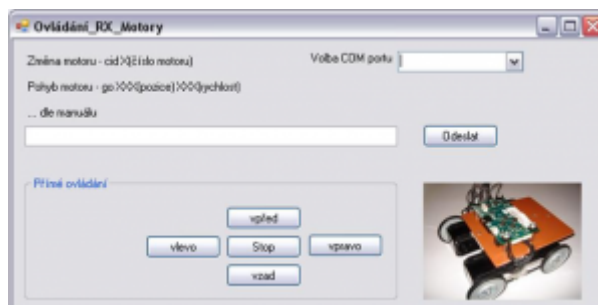 Ovládání_RX_Motory
Změna motoru - cid X(číslo motoru)
Volba COM portu
Pohyb motoru - go XXX(pozice) XXX(rychlost)
... dle manuálu
Odeslat
Přímé ovládání
vpřed
vlevo
Stop
vpravo
vzad